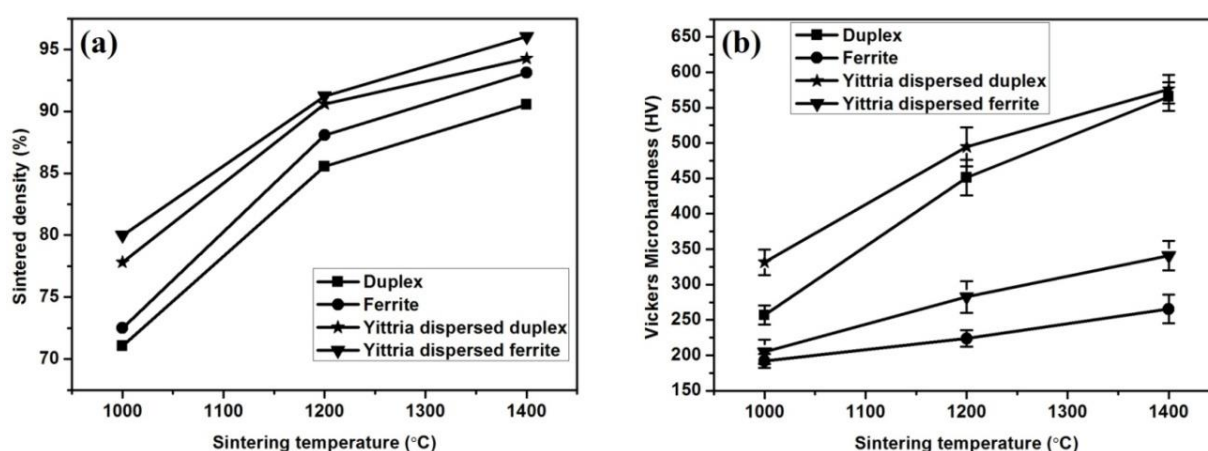 (a)
Sintered density (%)
95
90
85
80
75
70
Duplex
Ferrite
Yittria dispersed duplex
Yittria dispersed ferrite
1000 1100 1200 1300 1400
Sintering temperature (°C)
(b)
Vickers Microhardness (HV)
650
600
550
500
450
400
350
300
250
200
150
Duplex
Ferrite
Yittria dispersed duplex
Yittria dispersed ferrite
1000 1100 1200 1300 1400
Sintering temperature (°C)